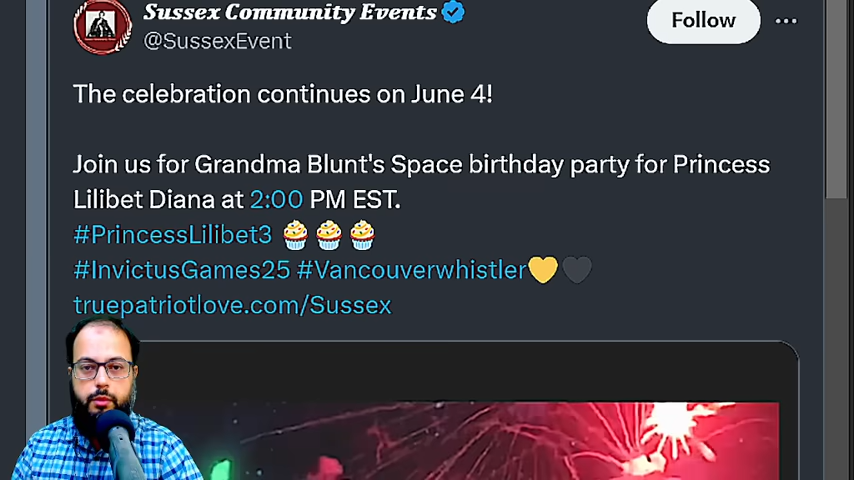 Sussex Community Events
Follow
@SussexEvent
The celebration continues on June 4!
Join us for Grandma Blunt's Space birthday party for Princess
Lilibet Diana at 2:00 PM EST.
#PrincessLilibet3 🧁🧁🧁
#InvictusGames25 #Vancouverwhistler💛🖤
truepatriotlove.com/Sussex